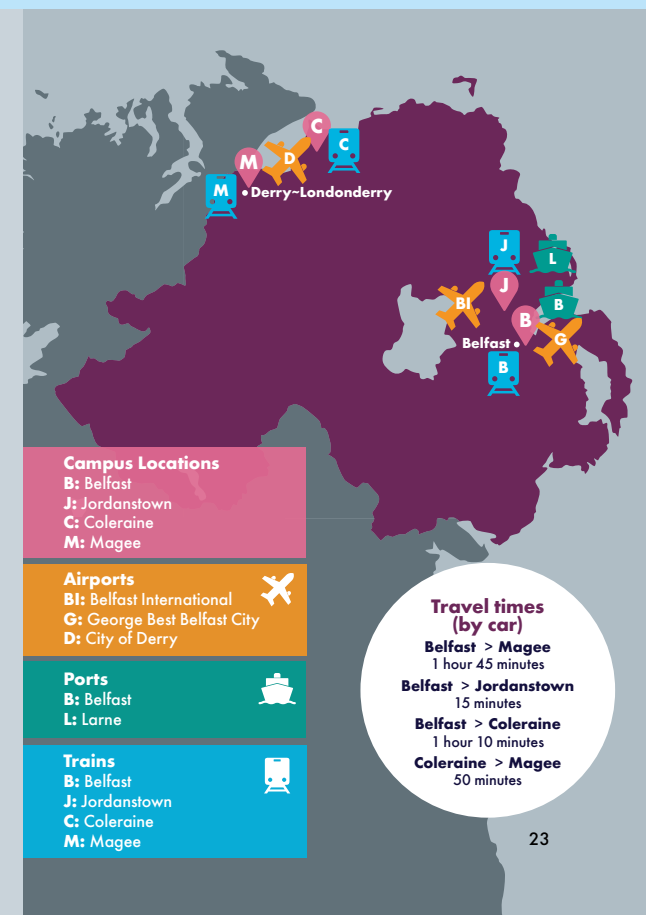 C
C
D
M
M
Derry~Londonderry
J
L
J
BI
B
B
G
Belfast
B
Campus Locations
B: Belfast
J: Jordanstown
C: Coleraine
M: Magee
Airports
BI: Belfast International
G: George Best Belfast City
D: City of Derry
Ports
B: Belfast
L: Larne
Trains
B: Belfast
J: Jordanstown
C: Coleraine
M: Magee
Travel times
(by car)
Belfast > Magee
1 hour 45 minutes
Belfast > Jordanstown
15 minutes
Belfast > Coleraine
1 hour 10 minutes
Coleraine > Magee
50 minutes
23